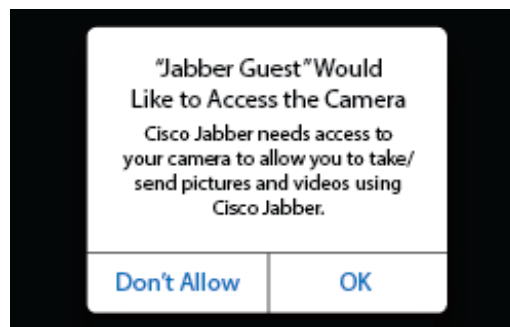 "Jabber Guest" Would
Like to Access the Camera
Cisco Jabber needs access to
your camera to allow you to take/
send pictures and videos using
Cisco Jabber.
Don't Allow
OK